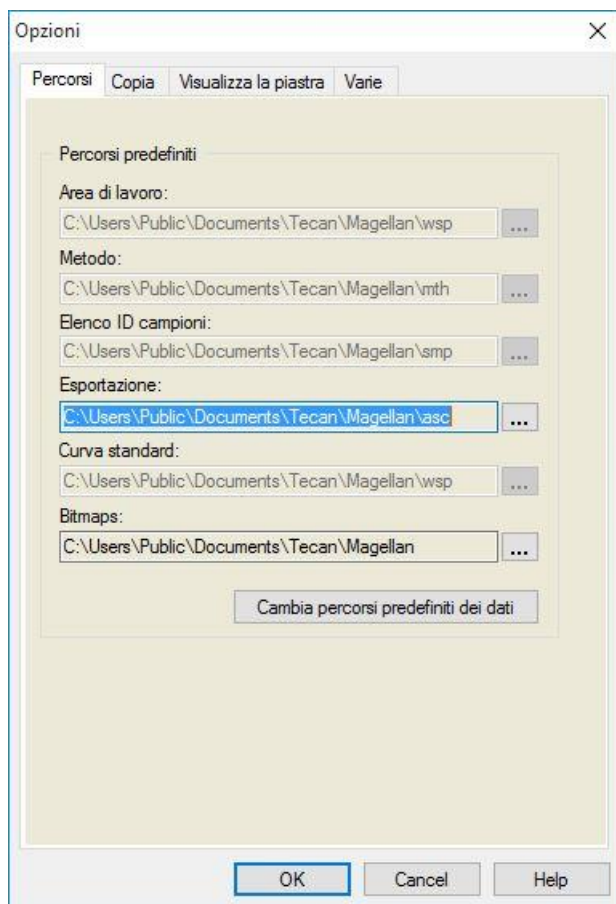 Opzioni
Percorsi Copia Visualizza la piastra Varie
Percorsi predefiniti
Area di lavoro:
C:\Users\Public\Documents\Tecan\Magellan\wsp ...
Metodo:
C:\Users\Public\Documents\Tecan\Magellan\mth ...
Elenco ID campioni:
C:\Users\Public\Documents\Tecan\Magellan\smp ...
Esportazione:
C:\Users\Public\Documents\Tecan\Magellan\asc ...
Curva standard:
C:\Users\Public\Documents\Tecan\Magellan\wsp ...
Bitmaps:
C:\Users\Public\Documents\Tecan\Magellan ...
Cambia percorsi predefiniti dei dati
OK Cancel Help